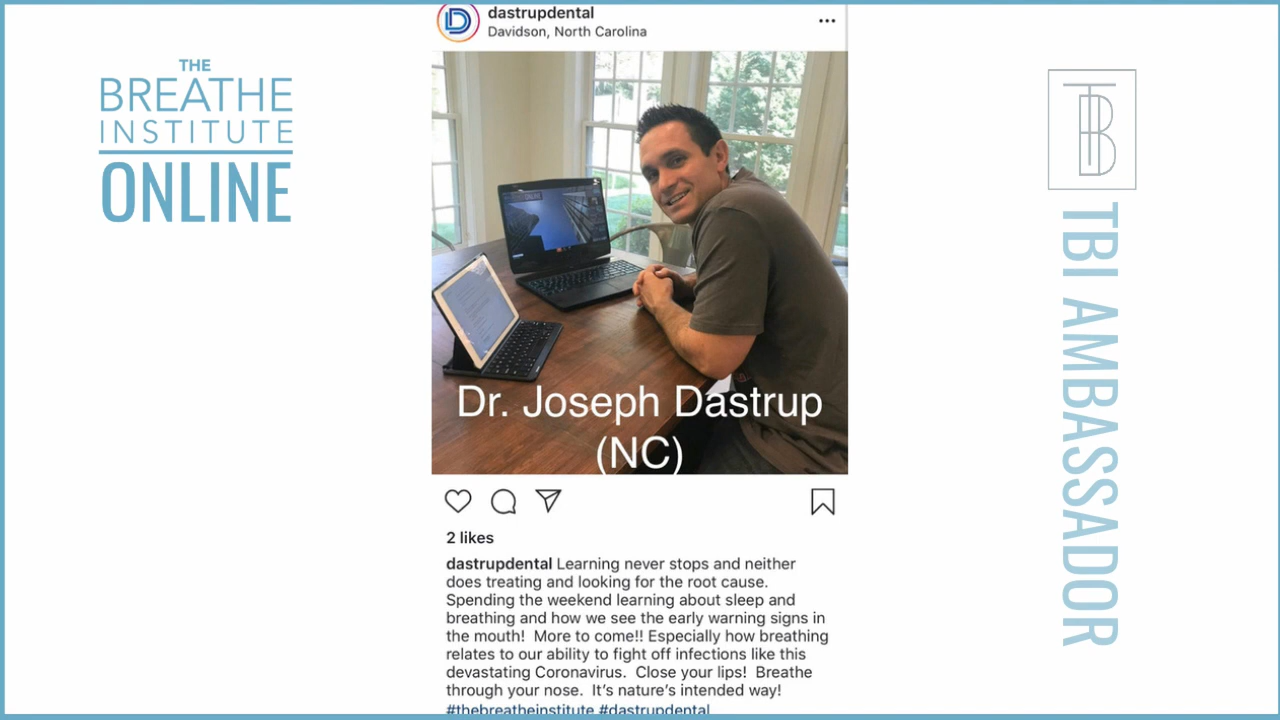 THE
BREATHE
INSTITUTE
ONLINE
dastrupdental
Davidson, North Carolina
Dr. Joseph Dastrup
(NC)
2 likes
dastrupdental Learning never stops and neither
does treating and looking for the root cause.
Spending the weekend learning about sleep and
breathing and how we see the early warning signs in
the mouth!  More to come!! Especially how breathing
relates to our ability to fight off infections like this
devastating Coronavirus.  Close your lips!  Breathe
through your nose.  It’s nature’s intended way!
#thebreatheinstitute #dastrupdental
TB
TBI AMBASSADOR